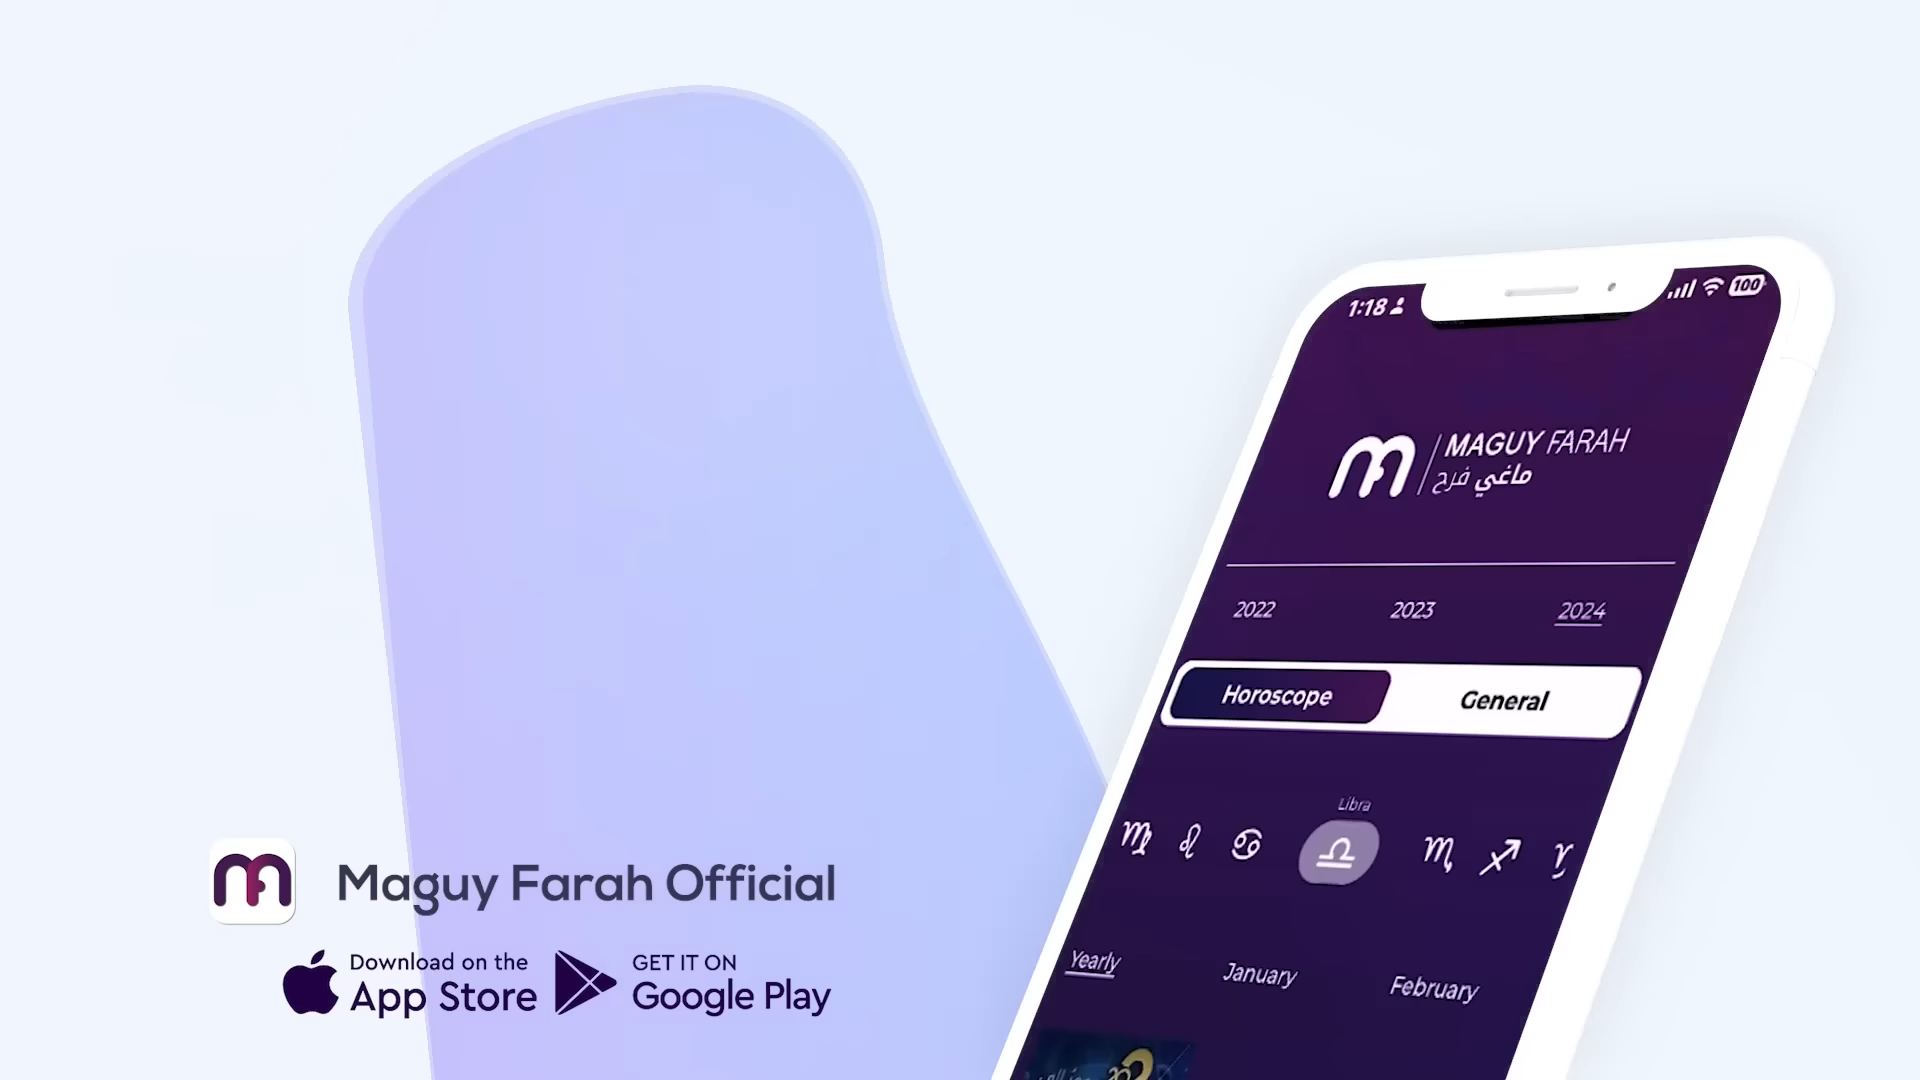 1:18
100
MAGUY FARAH
ماغي فرح
2022 2023 2024
Horoscope General
Libra
Yearly January February
Maguy Farah Official
Download on the
App Store
GET IT ON
Google Play